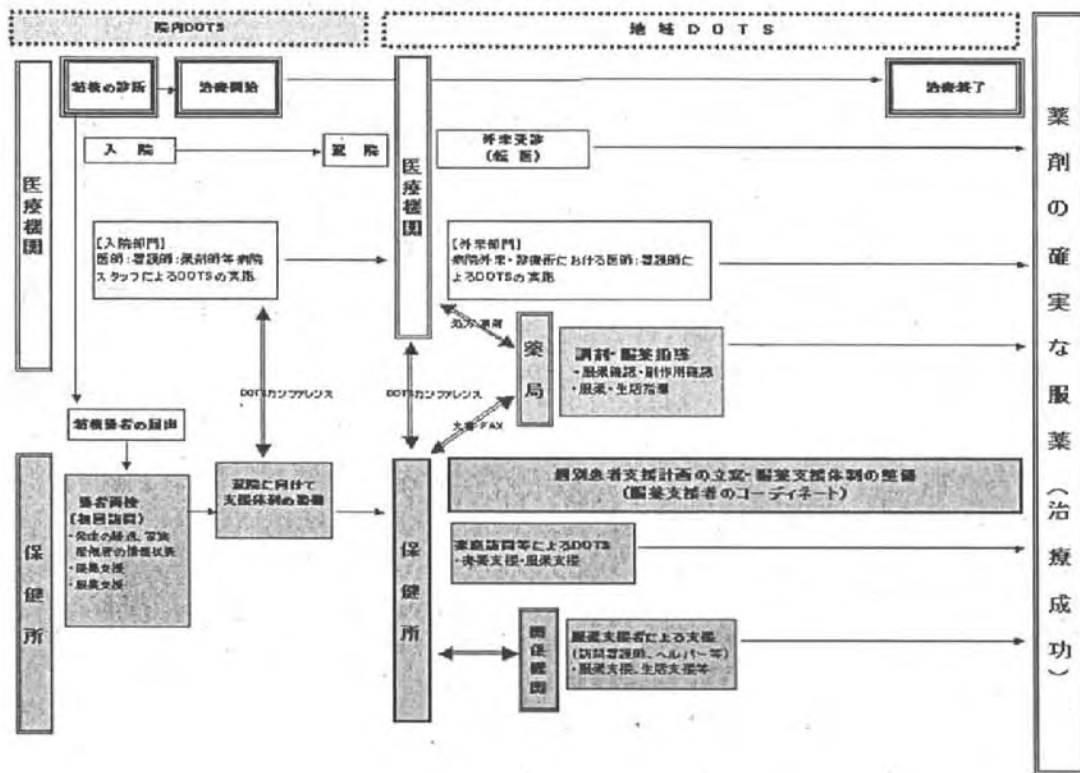 院内DOTS
地域DOTS
医療機関
結核の診断
治療開始
入院
退院
【入院部門】
医師:看護師:薬剤師等病院
スタッフによるDOTSの実施
DOTSカンファレンス
結核患者の届出
保健所
患者面接
(初回訪問)
・発生の経過、家族
・服薬支援
退院に向けて
支援体制の整備
医療機関
治療終了
外来受診
(転医)
【外来部門】
病院外来・診療所における医師:看護師に
よるDOTSの実施
薬局
調剤・服薬指導
・服薬確認・副作用確認
・服薬・生活指導
DOTSカンファレンス
FAX
保健所
個別患者支援計画の立案・服薬支援体制の整備
(服薬支援者のコーディネート)
家庭訪問等によるDOTS
・療養支援・服薬支援
関係機関
服薬支援者による支援
(訪問看護師、ヘルパー等)
・服薬支援、生活支援等
薬剤の確実な服薬(治療成功)